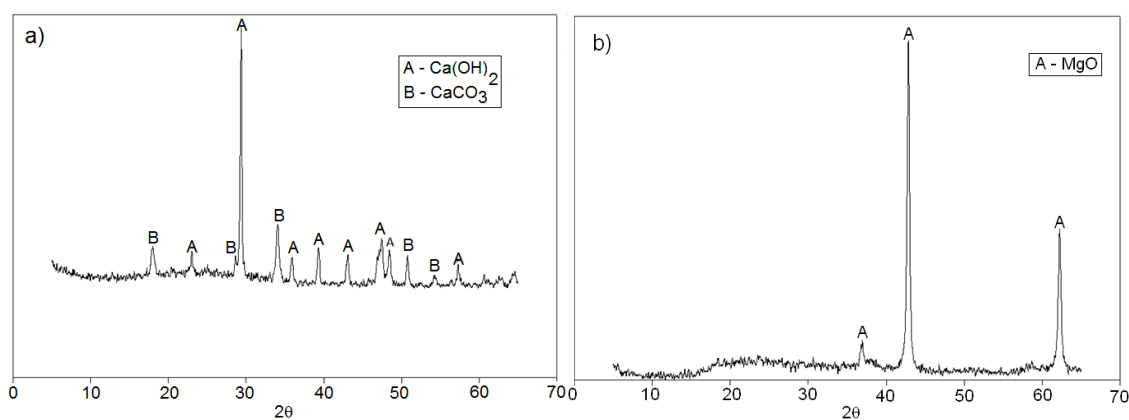 a)
A - Ca(OH)2
B - CaCO3
B A B A B A A A A A B B A
0 10 20 30 40 50 60 70
2θ
b)
A - MgO
A A A
10 20 30 40 50 60 70
2θ